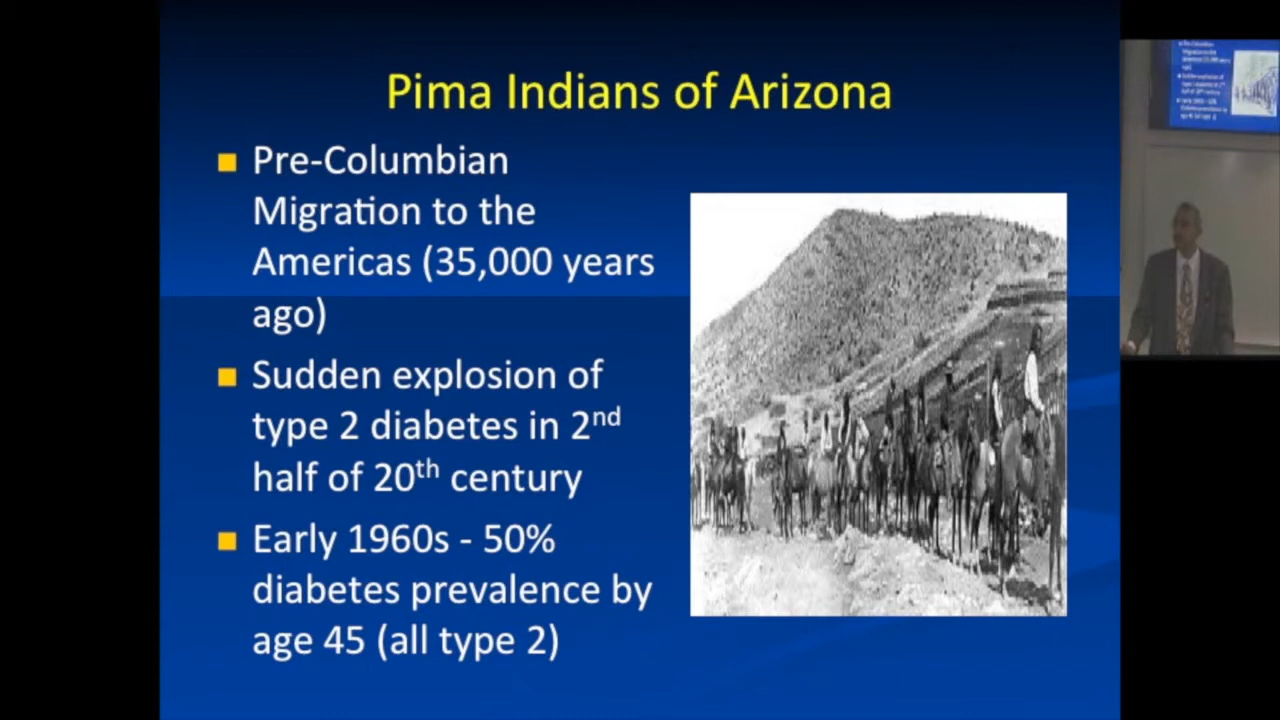 Pima Indians of Arizona
Pre-Columbian
Migration to the
Americas (35,000 years
ago)
Sudden explosion of
type 2 diabetes in 2nd
half of 20th century
Early 1960s - 50%
diabetes prevalence by
age 45 (all type 2)